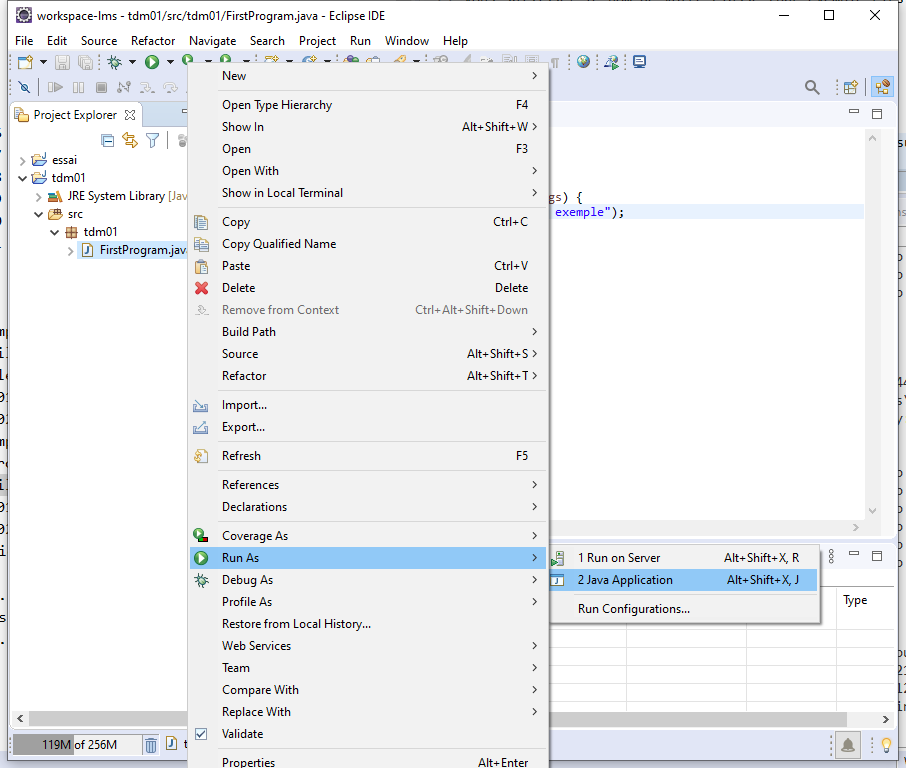 workspace-lms - tdm01/src/tdm01/FirstProgram.java - Eclipse IDE
File Edit Source Refactor Navigate Search Project Run Window Help
Project Explorer
essai
tdm01
JRE System Library [Jav
src
tdm01
FirstProgram.java
gs) {
exemple");
New
Open Type Hierarchy F4
Show In Alt+Shift+W
Open F3
Open With
Show in Local Terminal
Copy Ctrl+C
Copy Qualified Name
Paste Ctrl+V
Delete Delete
Remove from Context Ctrl+Alt+Shift+Down
Build Path
Source Alt+Shift+S
Refactor Alt+Shift+T
Import...
Export...
Refresh F5
References
Declarations
Coverage As
Run As
Debug As
Profile As
Restore from Local History...
Web Services
Team
Compare With
Replace With
Validate
Properties Alt+Enter
1 Run on Server Alt+Shift+X, R
2 Java Application Alt+Shift+X, J
Run Configurations...
Type
119M of 256M